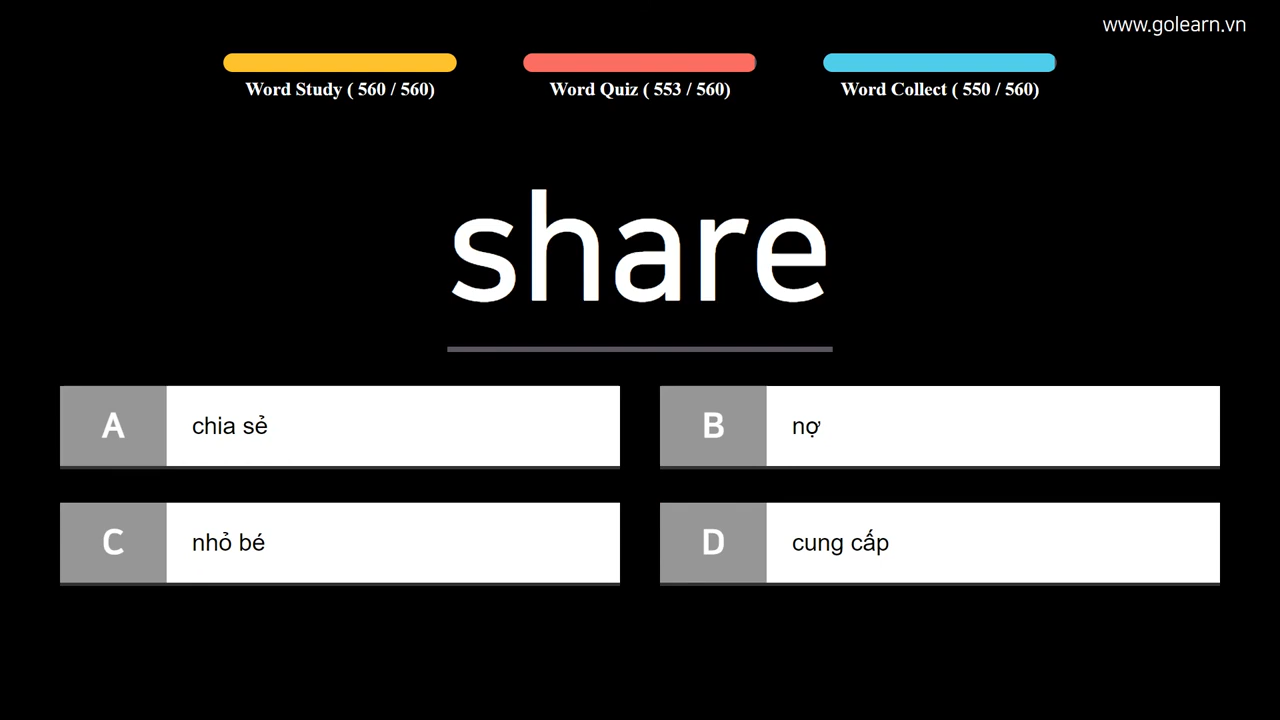 www.golearn.vn
Word Study ( 560 / 560)
Word Quiz ( 553 / 560)
Word Collect ( 550 / 560)
share
A chia sẻ
B nợ
C nhỏ bé
D cung cấp